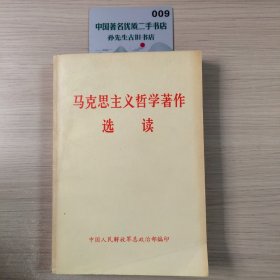 009
中国著名优质二手书店
孙先生古旧书店
马克思主义哲学著作
选读
中国人民解放军总政治部编印